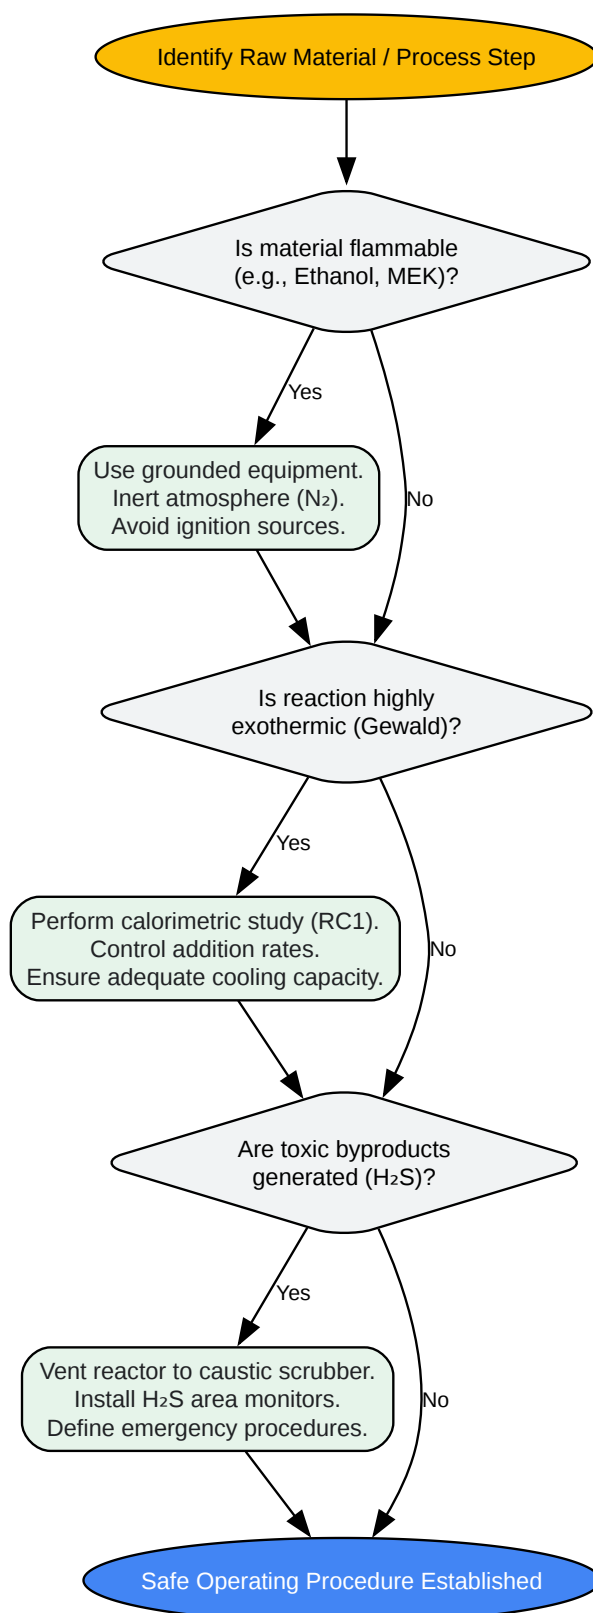 Identify Raw Material / Process Step
Is material flammable
(e.g., Ethanol, MEK)?
Yes
Use grounded equipment.
Inert atmosphere (N₂).
Avoid ignition sources.
No
Is reaction highly
exothermic (Gewald)?
Yes
Perform calorimetric study (RC1).
Control addition rates.
Ensure adequate cooling capacity.
No
Are toxic byproducts
generated (H₂S)?
Yes
Vent reactor to caustic scrubber.
Install H₂S area monitors.
Define emergency procedures.
No
Safe Operating Procedure Established